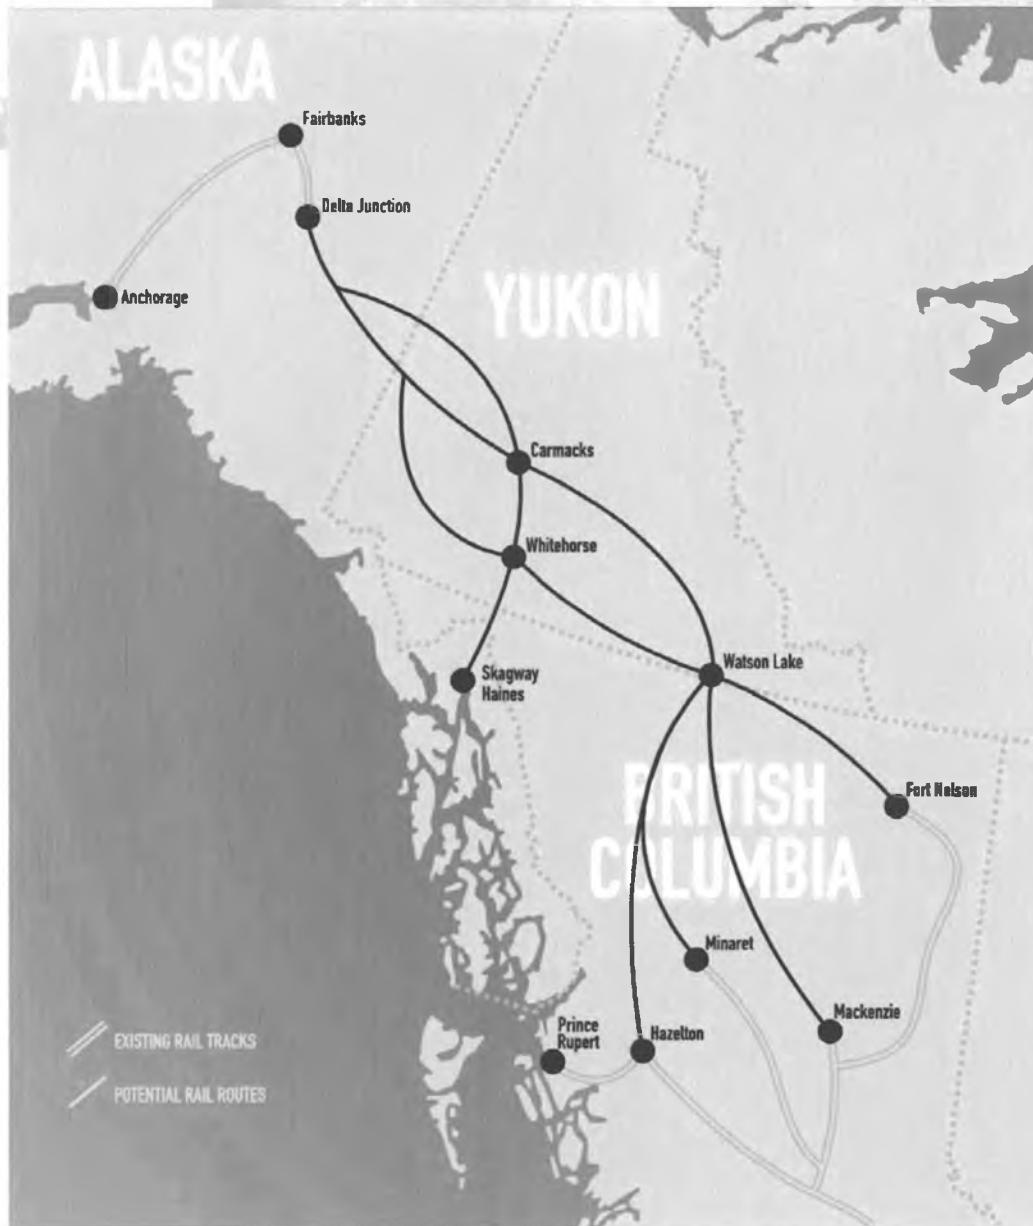 ALASKA
Fairbanks
Delta Junction
Anchorage
YUKON
Carmacks
Whitehorse
Watson Lake
Skagway
Haines
Fort Nelson
BRITISH
COLUMBIA
Minaret
Mackenzie
Prince
Rupert
Hazelton
EXISTING RAIL TRACKS
POTENTIAL RAIL ROUTES